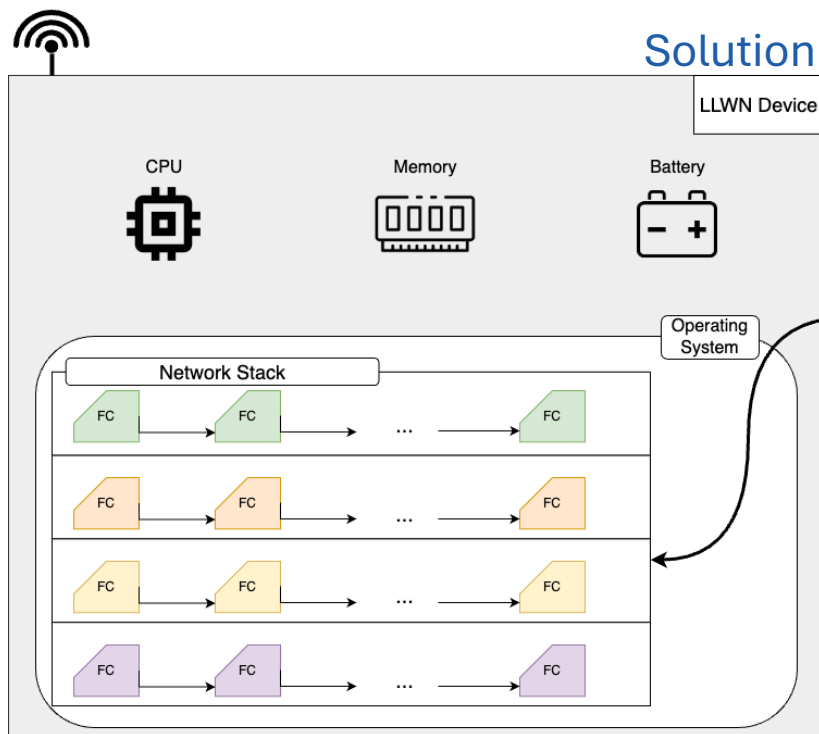 Solution
LLWN Device
CPU
Memory
Battery
Operating
System
Network Stack
FC
FC
...
FC
FC
FC
...
FC
FC
FC
...
FC
FC
FC
...
FC